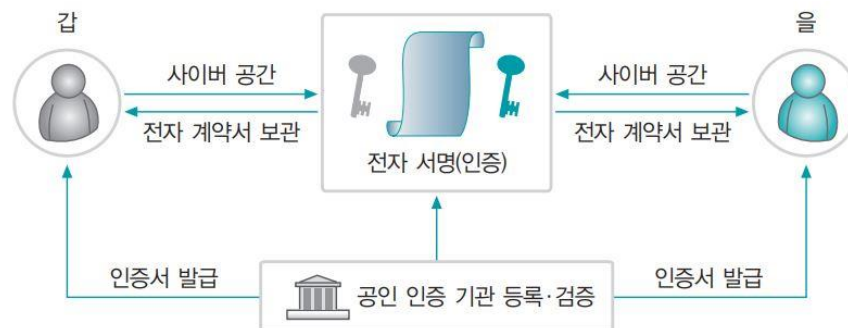 갑
을
사이버 공간
전자 계약서 보관
전자 서명(인증)
사이버 공간
전자 계약서 보관
인증서 발급
공인 인증 기관 등록·검증
인증서 발급